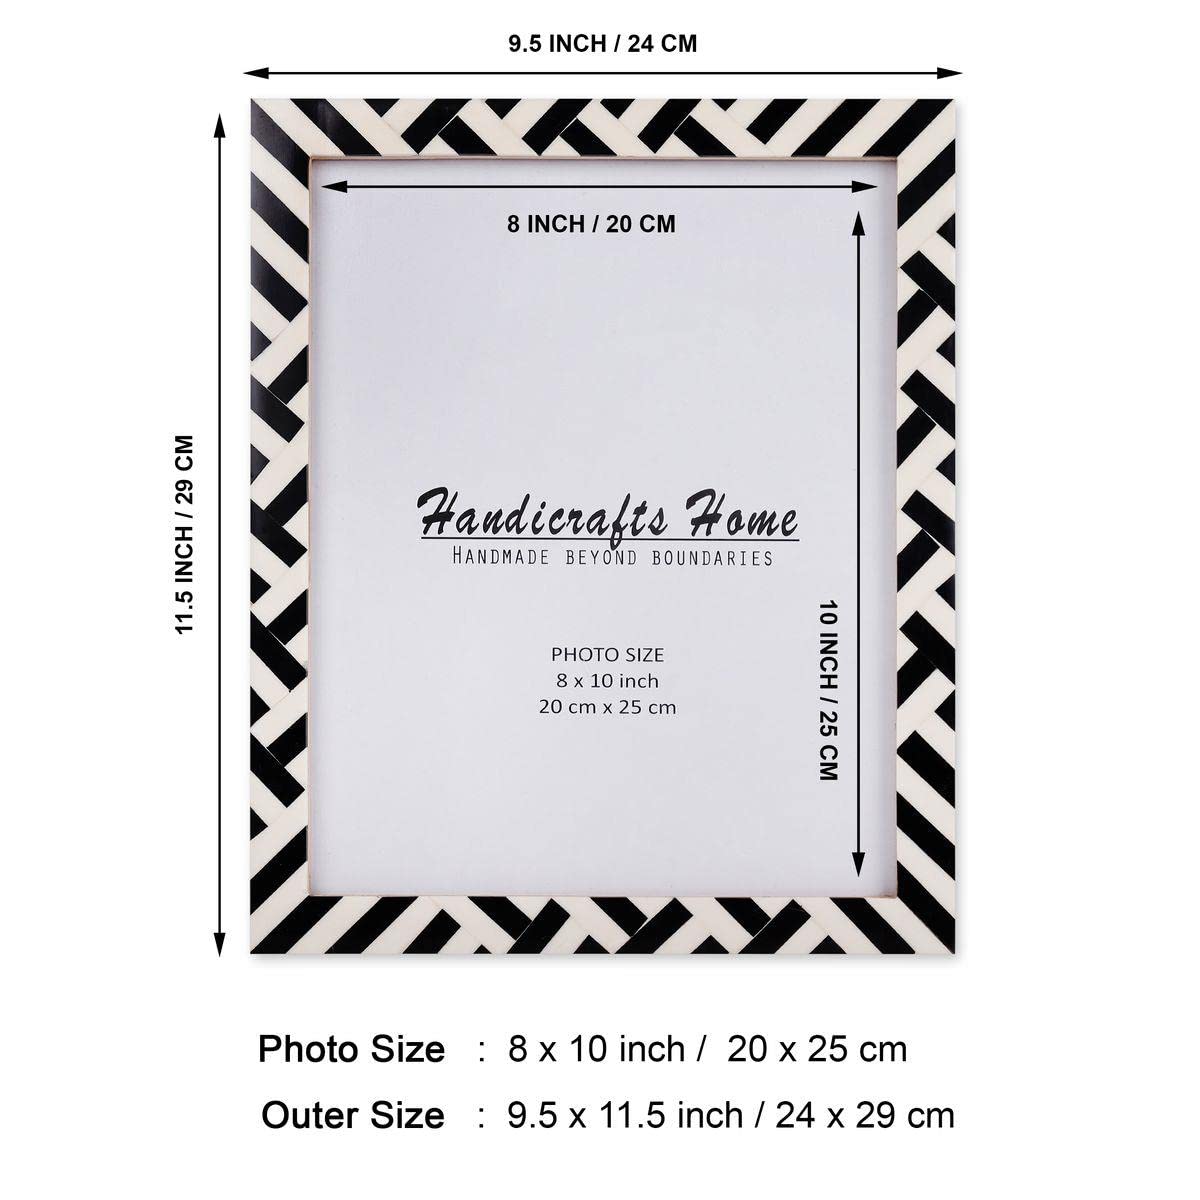 9.5 INCH / 24 CM
8 INCH / 20 CM
11.5 INCH / 29 CM
10 INCH / 25 CM
Handicrafts Home
HANDMADE BEYOND BOUNDARIES
PHOTO SIZE
8 x 10 inch
20 cm x 25 cm
Photo Size : 8 x 10 inch / 20 x 25 cm
Outer Size : 9.5 x 11.5 inch / 24 x 29 cm